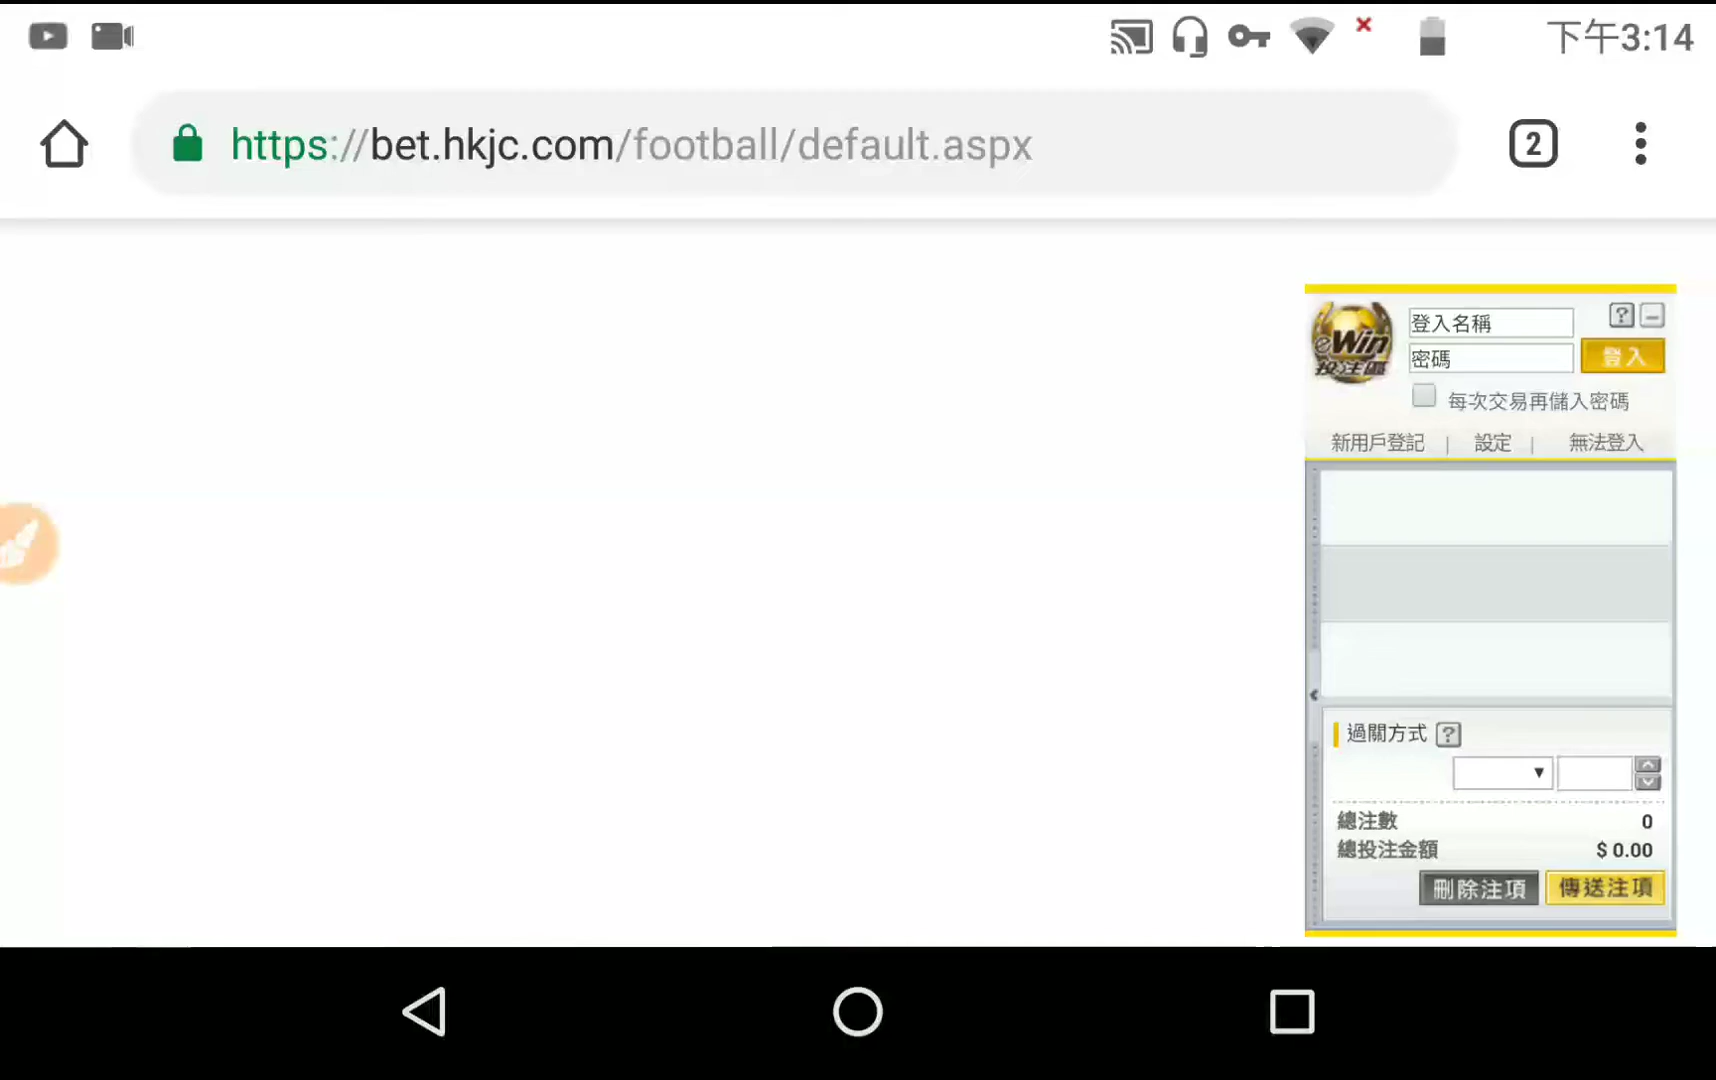 下午3:14
https://bet.hkjc.com/football/default.aspx
2
eWin
投注區
登入名稱
?
密碼
登入
每次交易再儲入密碼
新用戶登記 | 設定 | 無法登入
過關方式 ?
總注數 0
總投注金額 $ 0.00
刪除注項 傳送注項